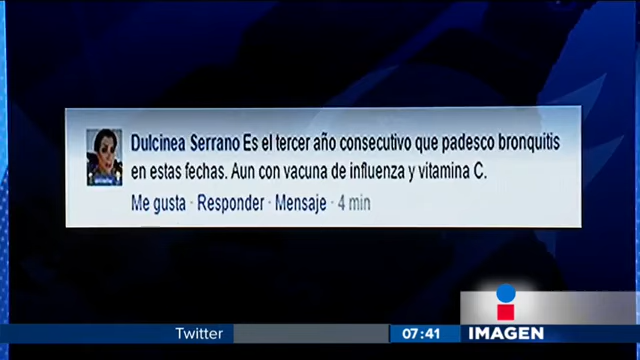 Dulcinea Serrano Es el tercer año consecutivo que padesco bronquitis
en estas fechas. Aun con vacuna de influenza y vitamina C.
Me gusta · Responder · Mensaje · 4 min
Twitter
07:41
IMAGEN